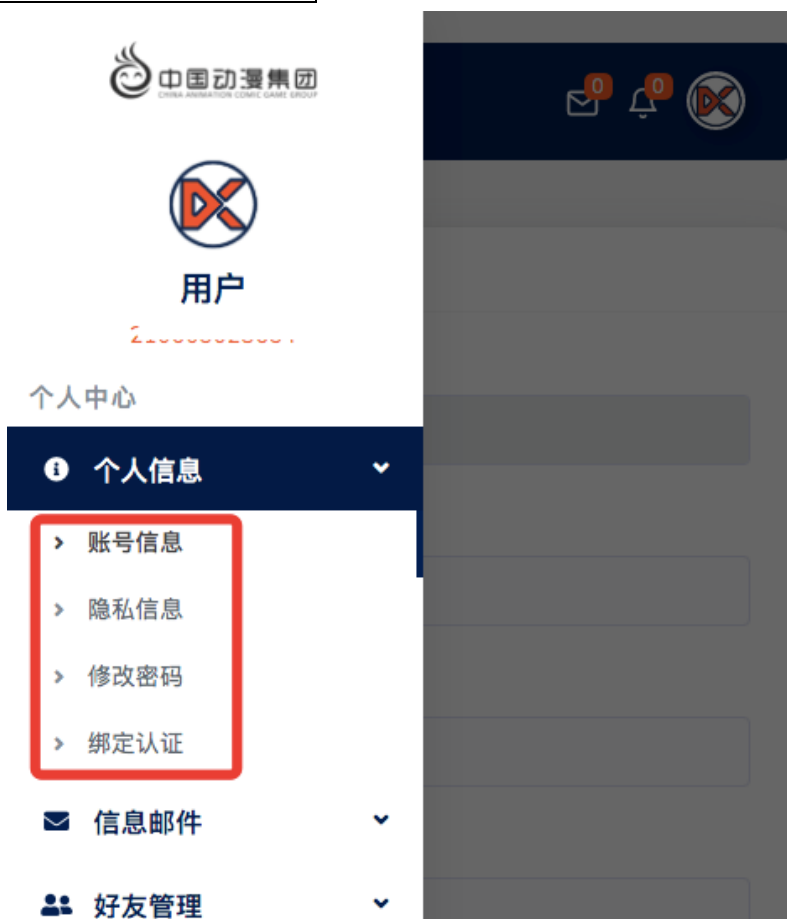 中国动漫集团
CHINA ANIMATION COMIC GAME GROUP
0
0
用户
个人中心
个人信息
账号信息
隐私信息
修改密码
绑定认证
信息邮件
好友管理